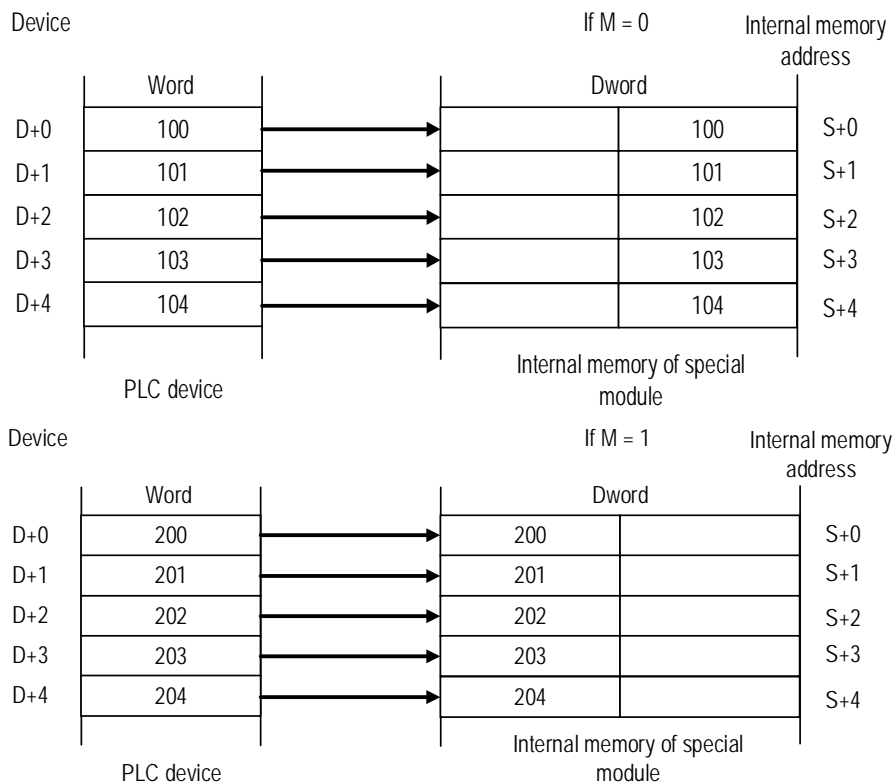 Device If M = 0 Internal memory
address
Word Dword
D+0 100 100 S+0
D+1 101 101 S+1
D+2 102 102 S+2
D+3 103 103 S+3
D+4 104 104 S+4
PLC device Internal memory of special
module
Device If M = 1 Internal memory
address
Word Dword
D+0 200 200 S+0
D+1 201 201 S+1
D+2 202 202 S+2
D+3 203 203 S+3
D+4 204 204 S+4
PLC device Internal memory of special
module